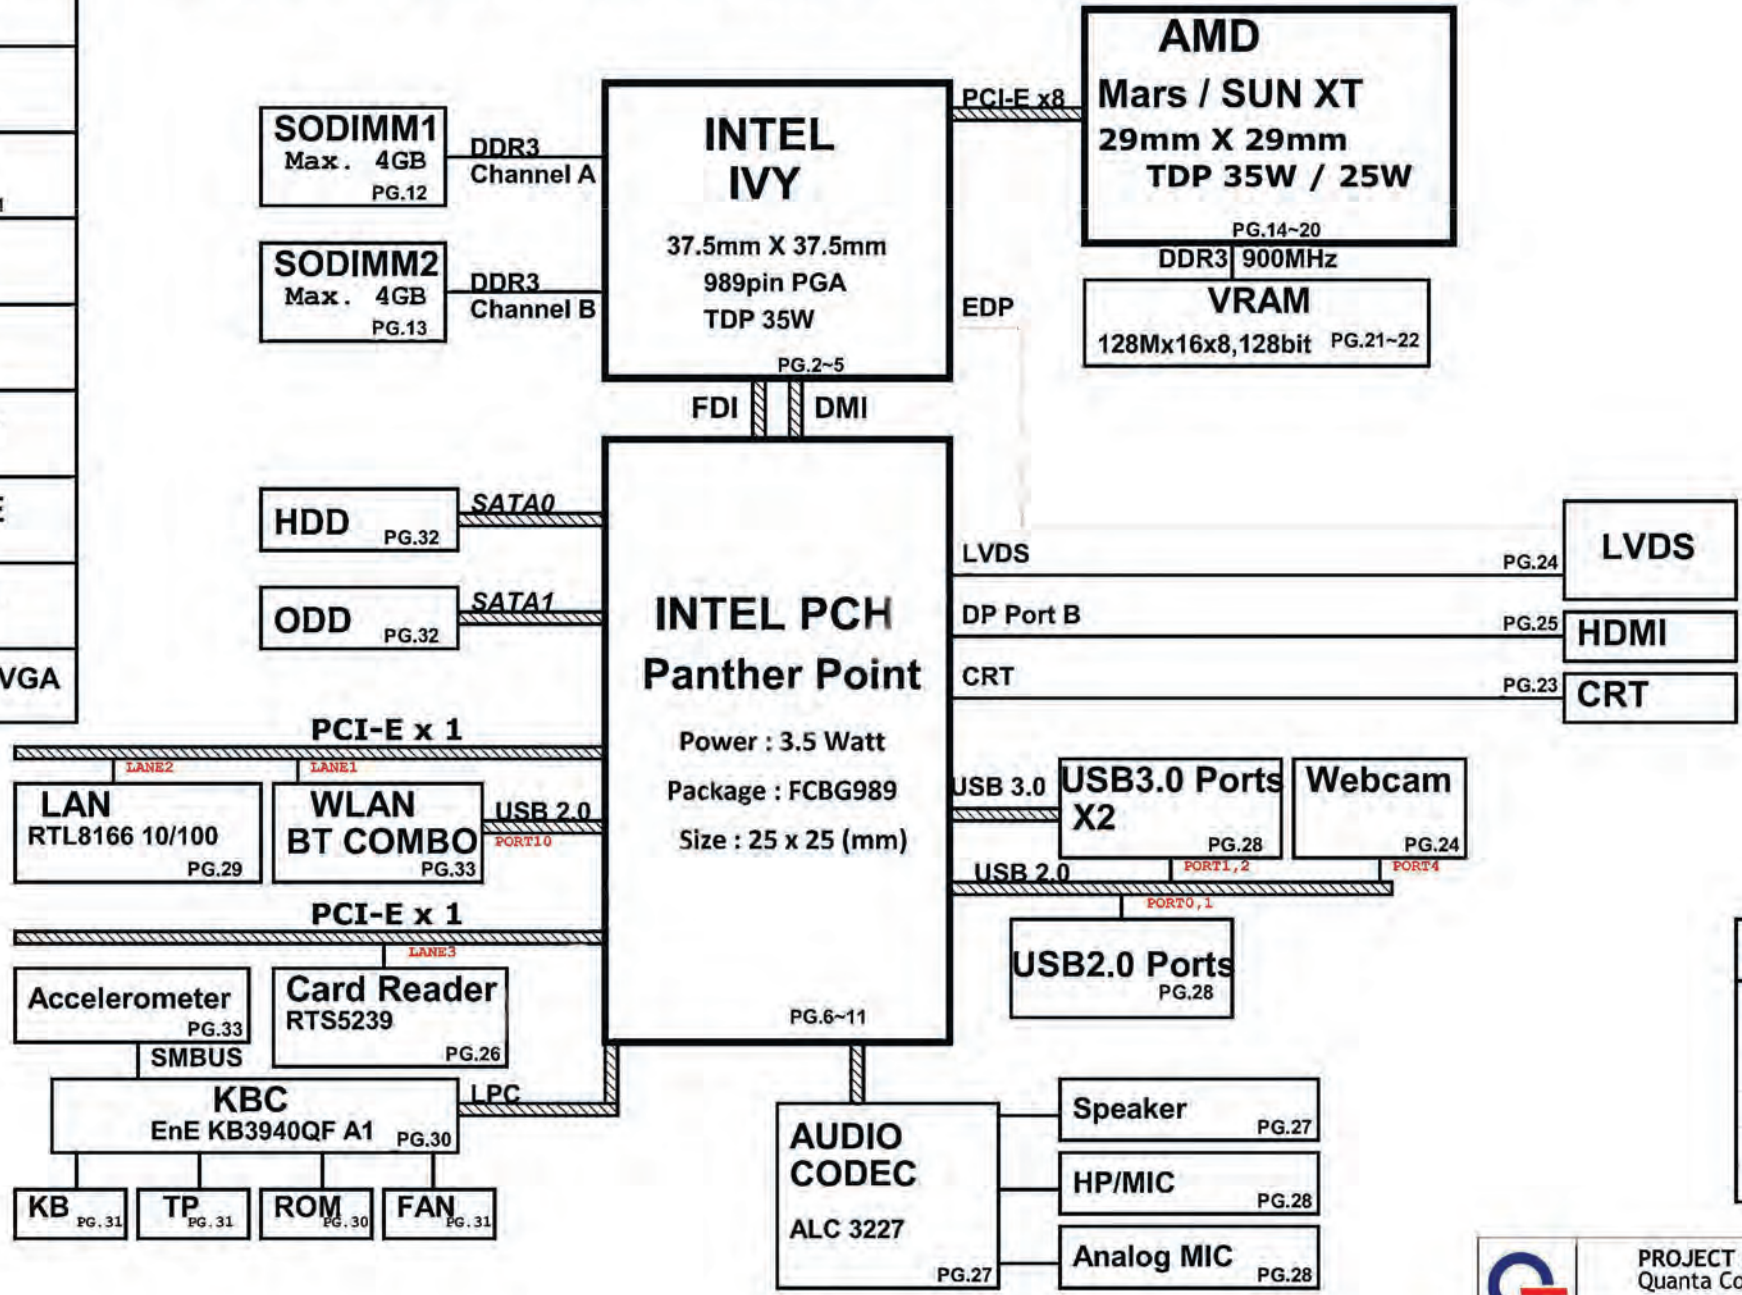 VGA
SODIMM1
Max. 4GB
PG.12
DDR3
Channel A
SODIMM2
Max. 4GB
PG.13
DDR3
Channel B
INTEL
IVY
37.5mm X 37.5mm
989pin PGA
TDP 35W
PG.2~5
PCI-E x8
EDP
AMD
Mars / SUN XT
29mm X 29mm
TDP 35W / 25W
PG.14~20
DDR3 900MHz
VRAM
128Mx16x8,128bit PG.21~22
FDI DMI
HDD
PG.32
SATA0
ODD
PG.32
SATA1
INTEL PCH
Panther Point
Power : 3.5 Watt
Package : FCBG989
Size : 25 x 25 (mm)
PG.6~11
LVDS
PG.24
LVDS
DP Port B
PG.25
HDMI
CRT
PG.23
CRT
PCI-E x 1
LANE2
LANE1
LAN
RTL8166 10/100
PG.29
WLAN
BT COMBO
PG.33
USB 2.0
PORT10
USB 3.0
USB3.0 Ports
X2
PG.28
Webcam
PG.24
PORT1,2
PORT4
USB 2.0
PORT0,1
USB2.0 Ports
PG.28
PCI-E x 1
LANE3
Accelerometer
PG.33
SMBUS
Card Reader
RTS5239
PG.26
KBC
EnE KB3940QF A1
PG.30
LPC
KB PG.31
TP PG.31
ROM PG.30
FAN PG.31
AUDIO
CODEC
ALC 3227
PG.27
Speaker
PG.27
HP/MIC
PG.28
Analog MIC
PG.28
PROJECT
Quanta Co